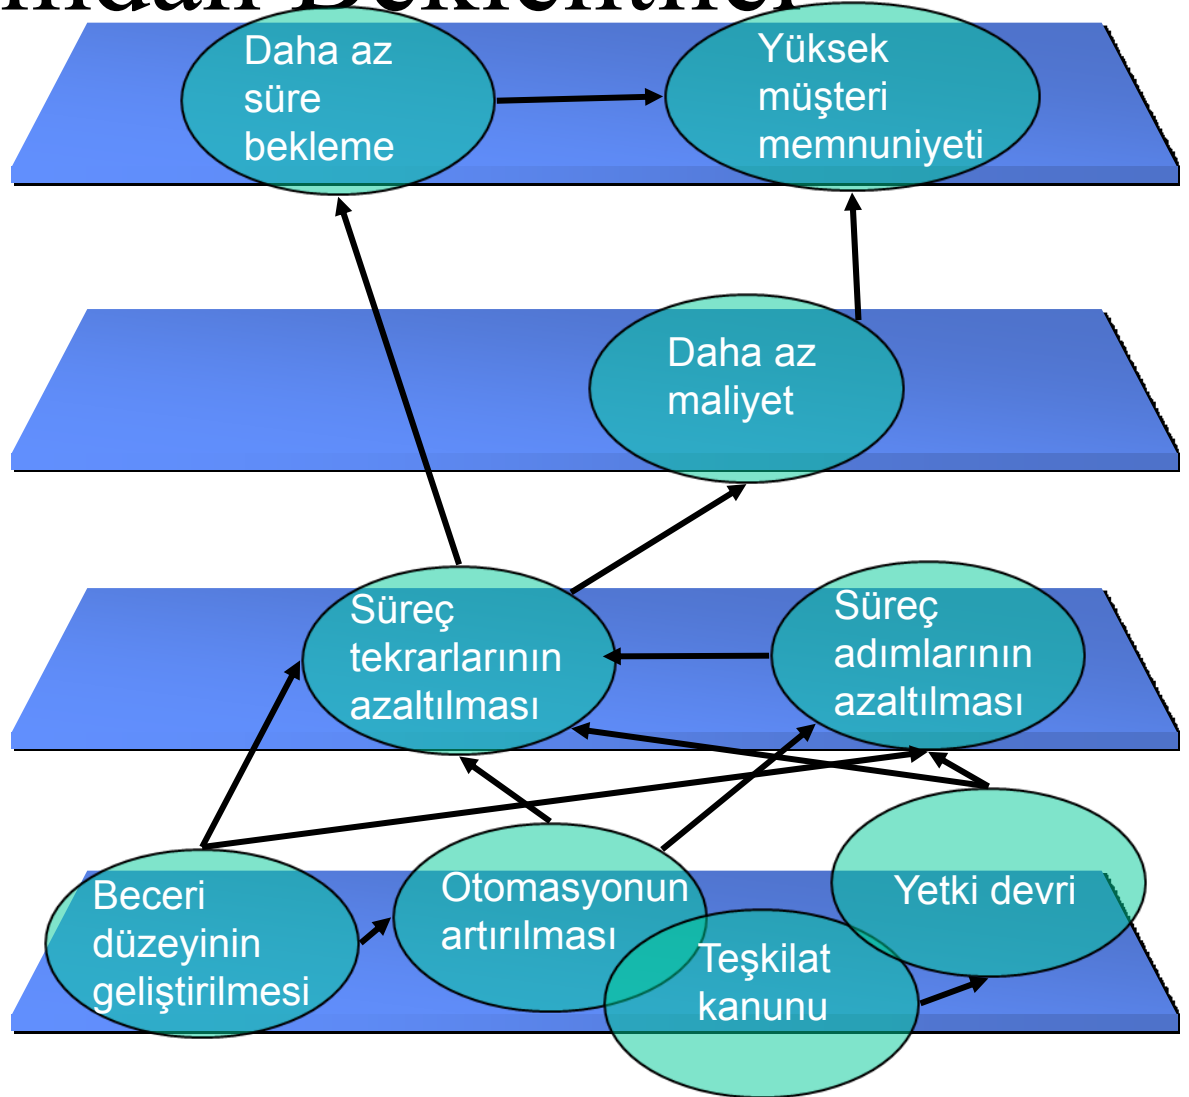 Daha az
süre
bekleme
Yüksek
müşteri
memnuniyeti
Daha az
maliyet
Süreç
tekrarlarının
azaltılması
Süreç
adımlarının
azaltılması
Beceri
düzeyinin
geliştirilmesi
Otomasyonun
artırılması
Teşkilat
kanunu
Yetki devri